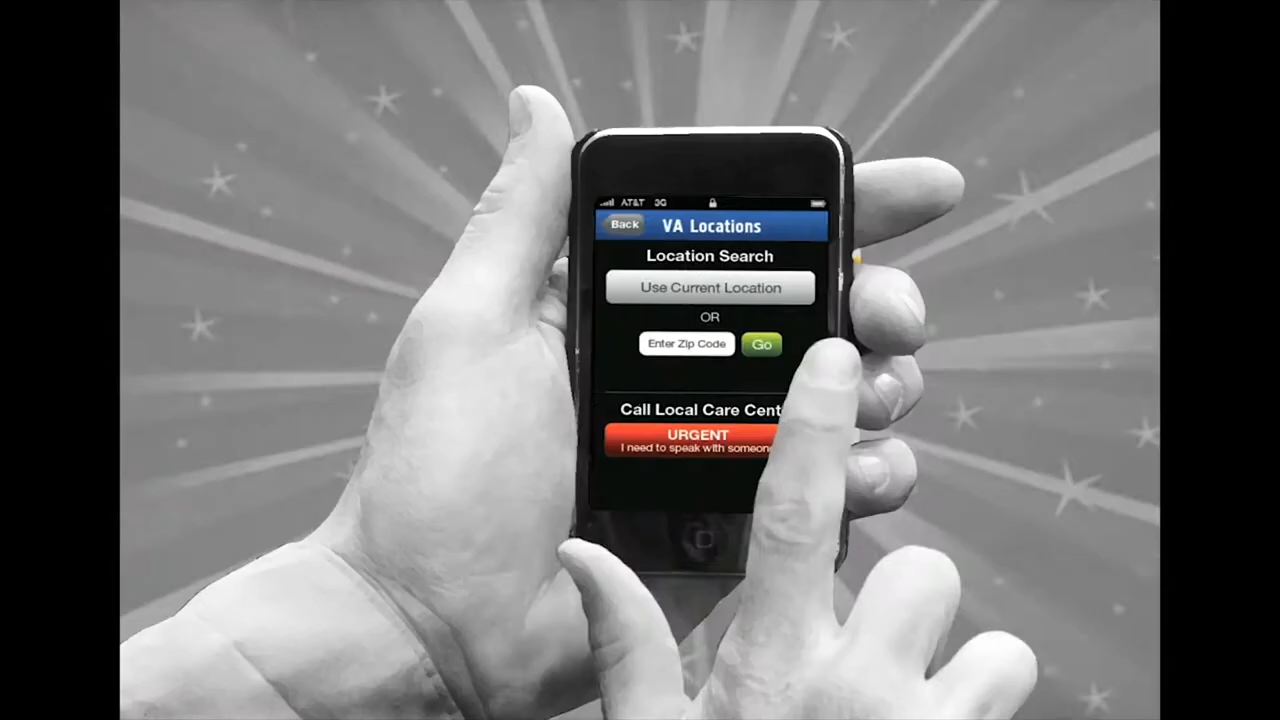 AT&T 3G
Back
VA Locations
Location Search
Use Current Location
OR
Enter Zip Code
Go
Call Local Care Cent
URGENT
I need to speak with someone